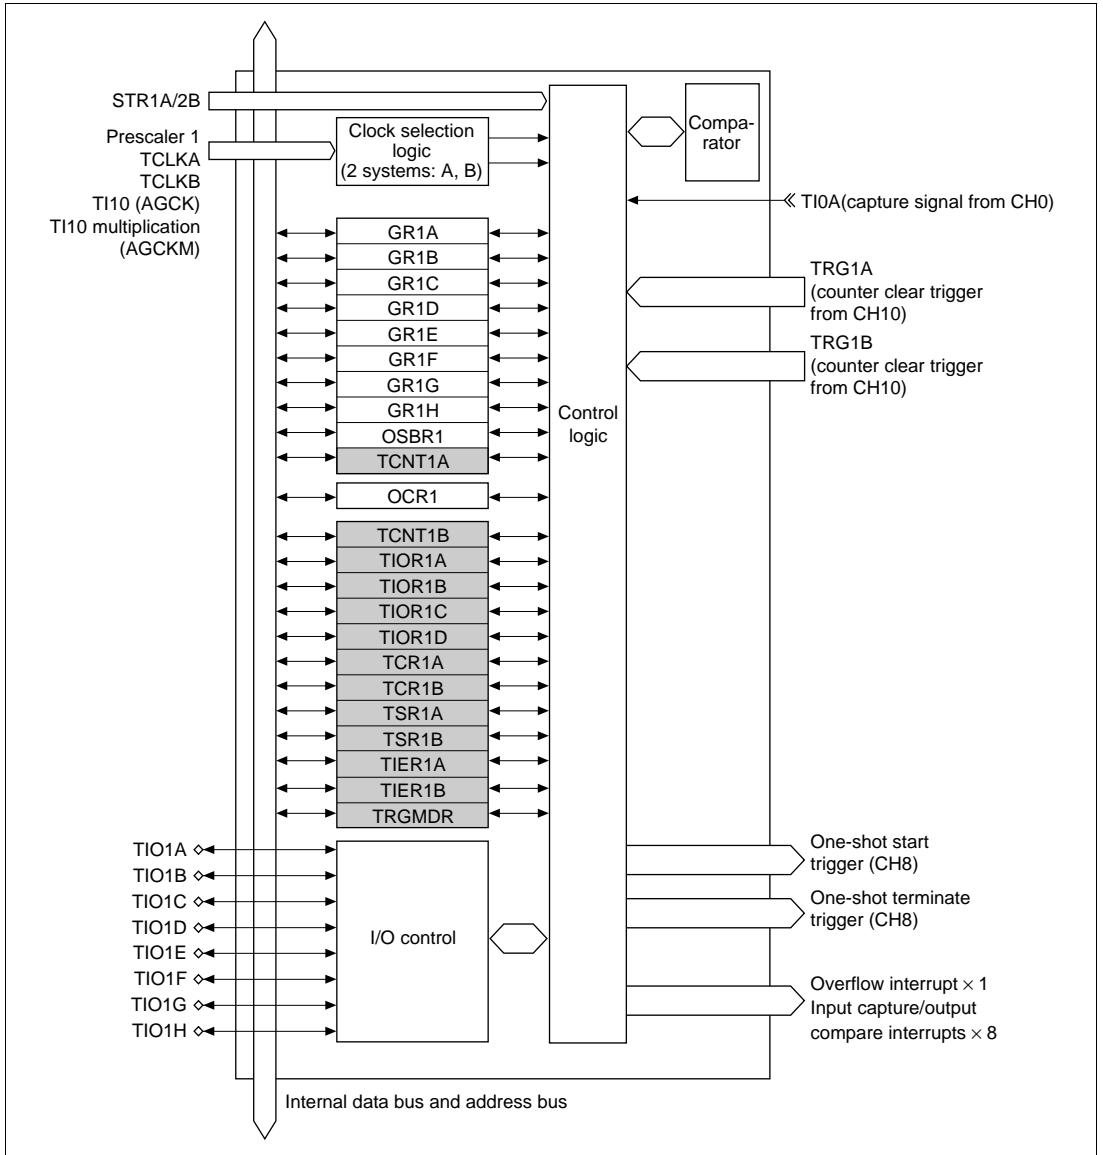 STR1A/2B
Prescaler 1
TCLKA
TCLKB
TI10 (AGCK)
TI10 multiplication
(AGCKM)
Clock selection
logic
(2 systems: A, B)
Compa-
rator
TI0A(capture signal from CH0)
TRG1A
(counter clear trigger
from CH10)
TRG1B
(counter clear trigger
from CH10)
GR1A
GR1B
GR1C
GR1D
GR1E
GR1F
GR1G
GR1H
OSBR1
TCNT1A
OCR1
TCNT1B
TIOR1A
TIOR1B
TIOR1C
TIOR1D
TCR1A
TCR1B
TSR1A
TSR1B
TIER1A
TIER1B
TRGMDR
Control
logic
TIO1A
TIO1B
TIO1C
TIO1D
TIO1E
TIO1F
TIO1G
TIO1H
I/O control
One-shot start
trigger (CH8)
One-shot terminate
trigger (CH8)
Overflow interrupt × 1
Input capture/output
compare interrupts × 8
Internal data bus and address bus